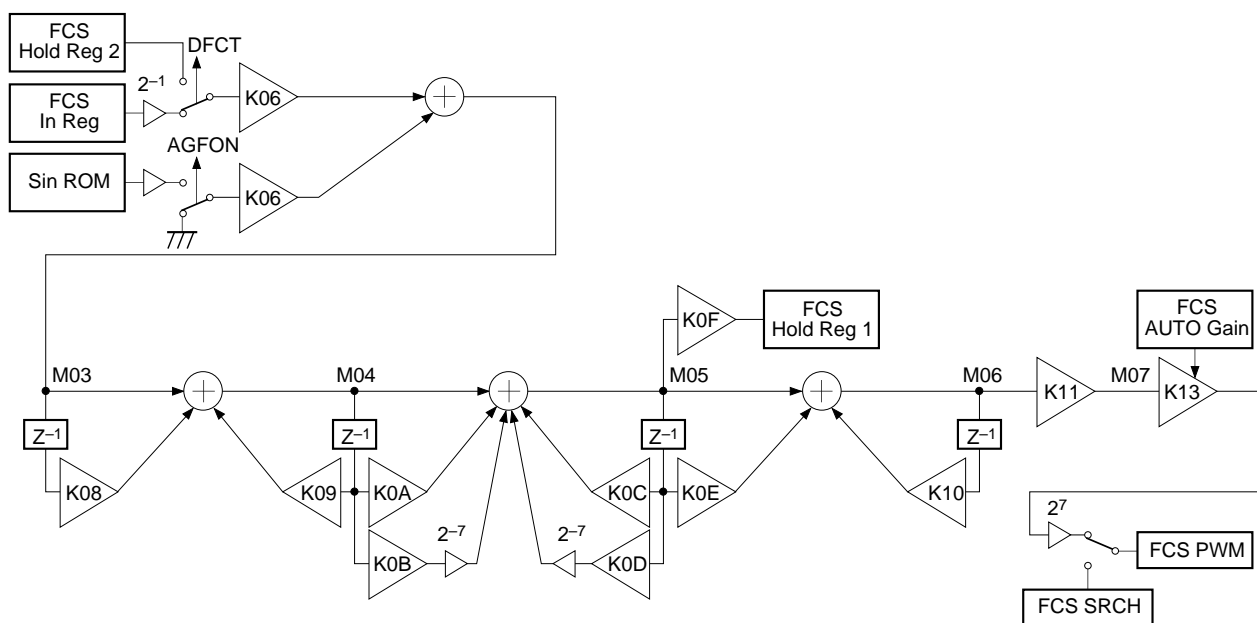 FCS
Hold Reg 2
DFCT
2–1
K06
FCS
In Reg
AGFON
Sin ROM
K06
FCS
Hold Reg 1
K0F
FCS
AUTO Gain
M03
M04
M05
M06
K11
M07
K13
Z–1
Z–1
Z–1
Z–1
K08
K09
K0A
K0C
K0E
K10
K0B
2–7
2–7
K0D
27
FCS PWM
FCS SRCH